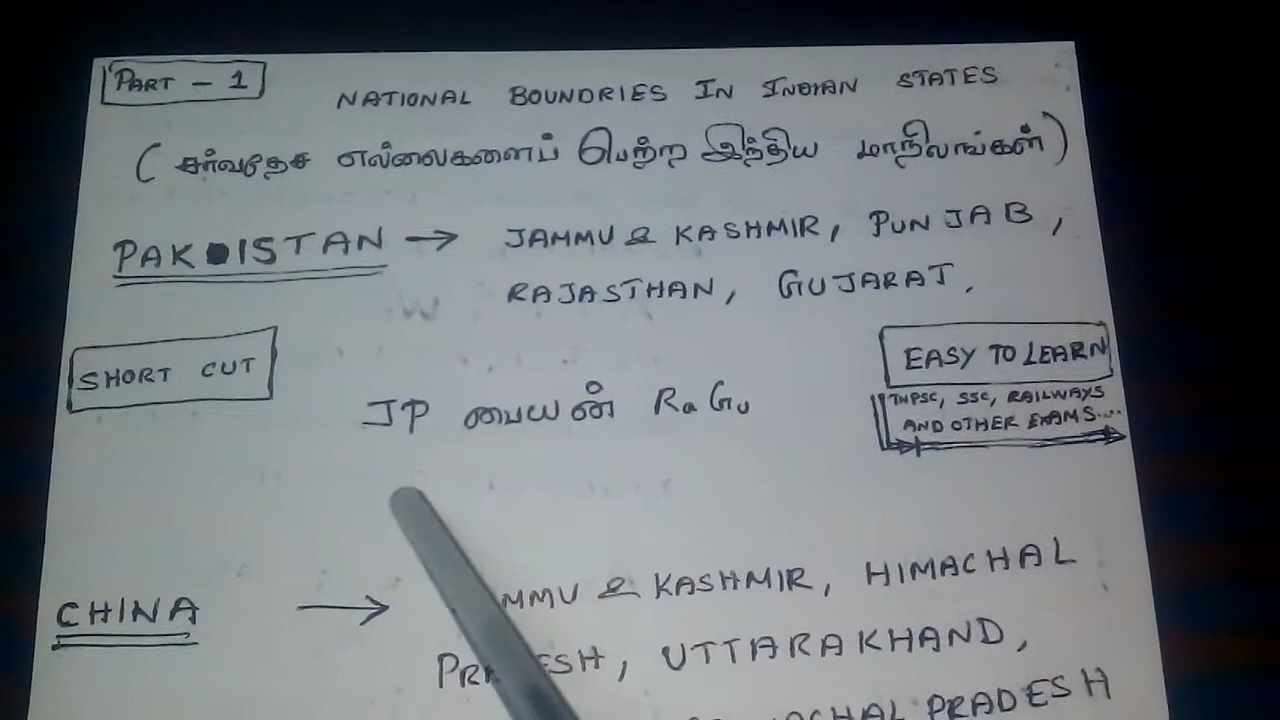 PART - 1
NATIONAL BOUNDRIES IN INDIAN STATES
( சர்வதேச எல்லைகளைப் பெற்ற இந்திய மாநிலங்கள் )
PAKISTAN → JAMMU & KASHMIR, PUNJAB,
RAJASTHAN, GUJARAT.
SHORT CUT
JP பையன் RaGu
EASY TO LEARN
TNPSC, SSC, RAILWAYS
AND OTHER EXAMS....
CHINA → MMU & KASHMIR, HIMACHAL
PRADESH, UTTARAKHAND,
PRADESH